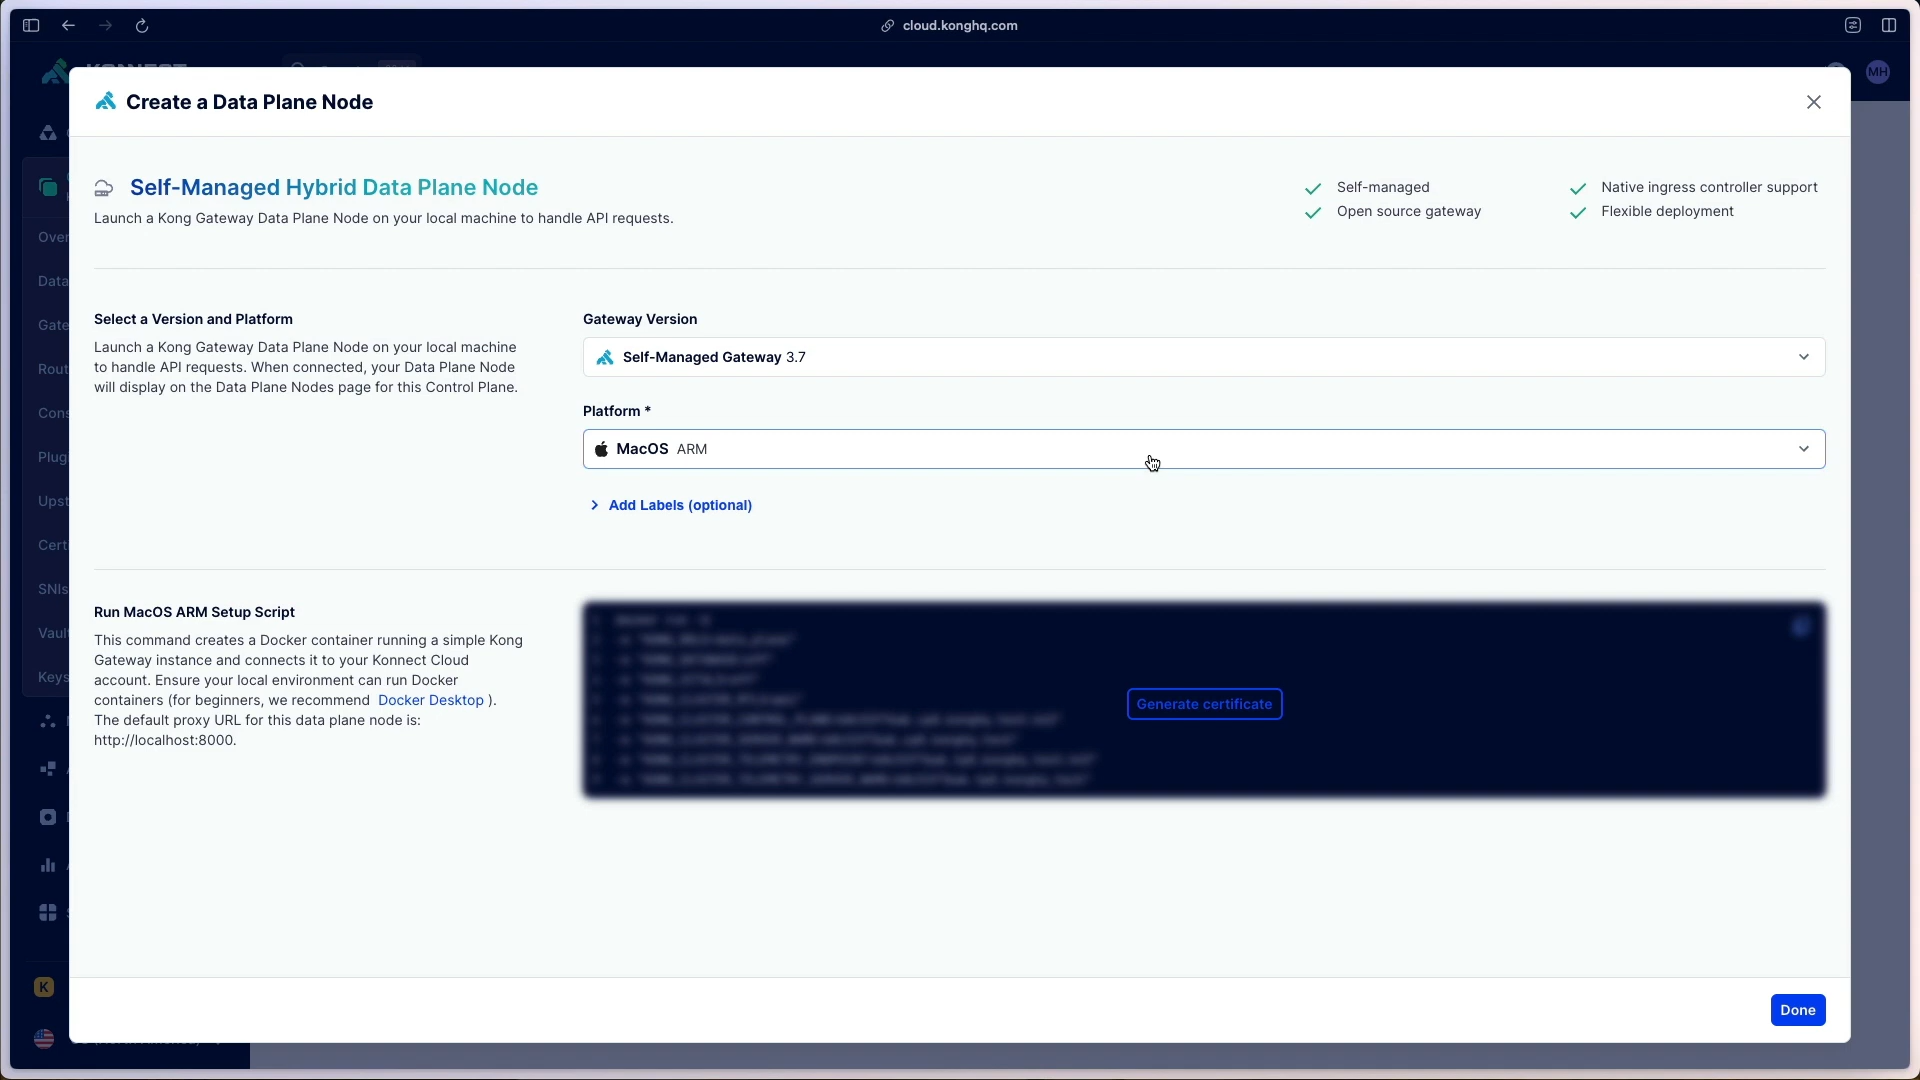 cloud.konghq.com
MH
Create a Data Plane Node
Self-Managed Hybrid Data Plane Node
Launch a Kong Gateway Data Plane Node on your local machine to handle API requests.
Self-managed
Native ingress controller support
Open source gateway
Flexible deployment
Over
Data
Gate
Rout
Cons
Plug
Upst
Cert
SNIs
Vault
Keys
K
Select a Version and Platform
Launch a Kong Gateway Data Plane Node on your local machine
to handle API requests. When connected, your Data Plane Node
will display on the Data Plane Nodes page for this Control Plane.
Gateway Version
Self-Managed Gateway 3.7
Platform *
MacOS ARM
Add Labels (optional)
Run MacOS ARM Setup Script
This command creates a Docker container running a simple Kong
Gateway instance and connects it to your Konnect Cloud
account. Ensure your local environment can run Docker
containers (for beginners, we recommend Docker Desktop ).
The default proxy URL for this data plane node is:
http://localhost:8000.
Generate certificate
Done